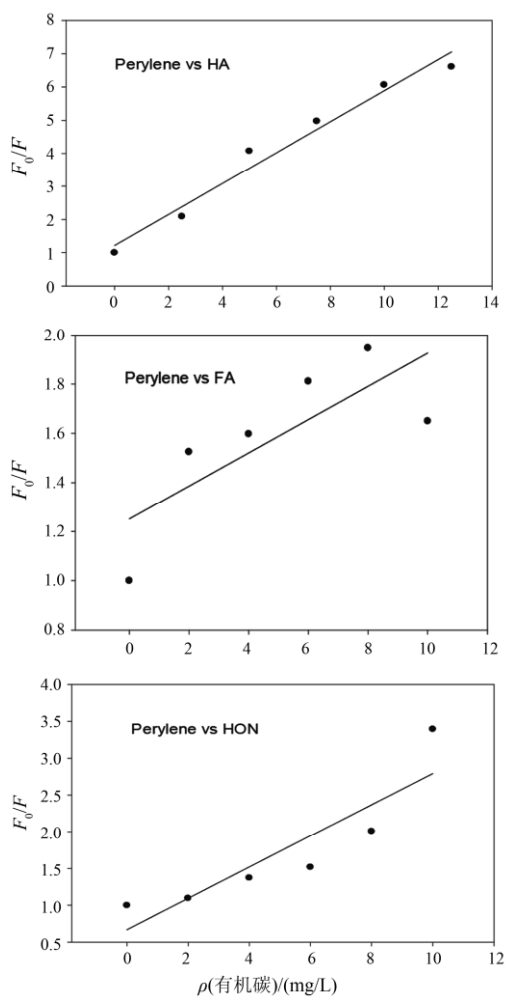 8
7
6
5
4
3
2
1
0
F₀/F
Perylene vs HA
0 2 4 6 8 10 12 14
2.0
1.8
1.6
1.4
1.2
1.0
0.8
F₀/F
Perylene vs FA
0 2 4 6 8 10 12
4.0
3.5
3.0
2.5
2.0
1.5
1.0
0.5
F₀/F
Perylene vs HON
0 2 4 6 8 10 12
ρ(有机碳)/(mg/L)